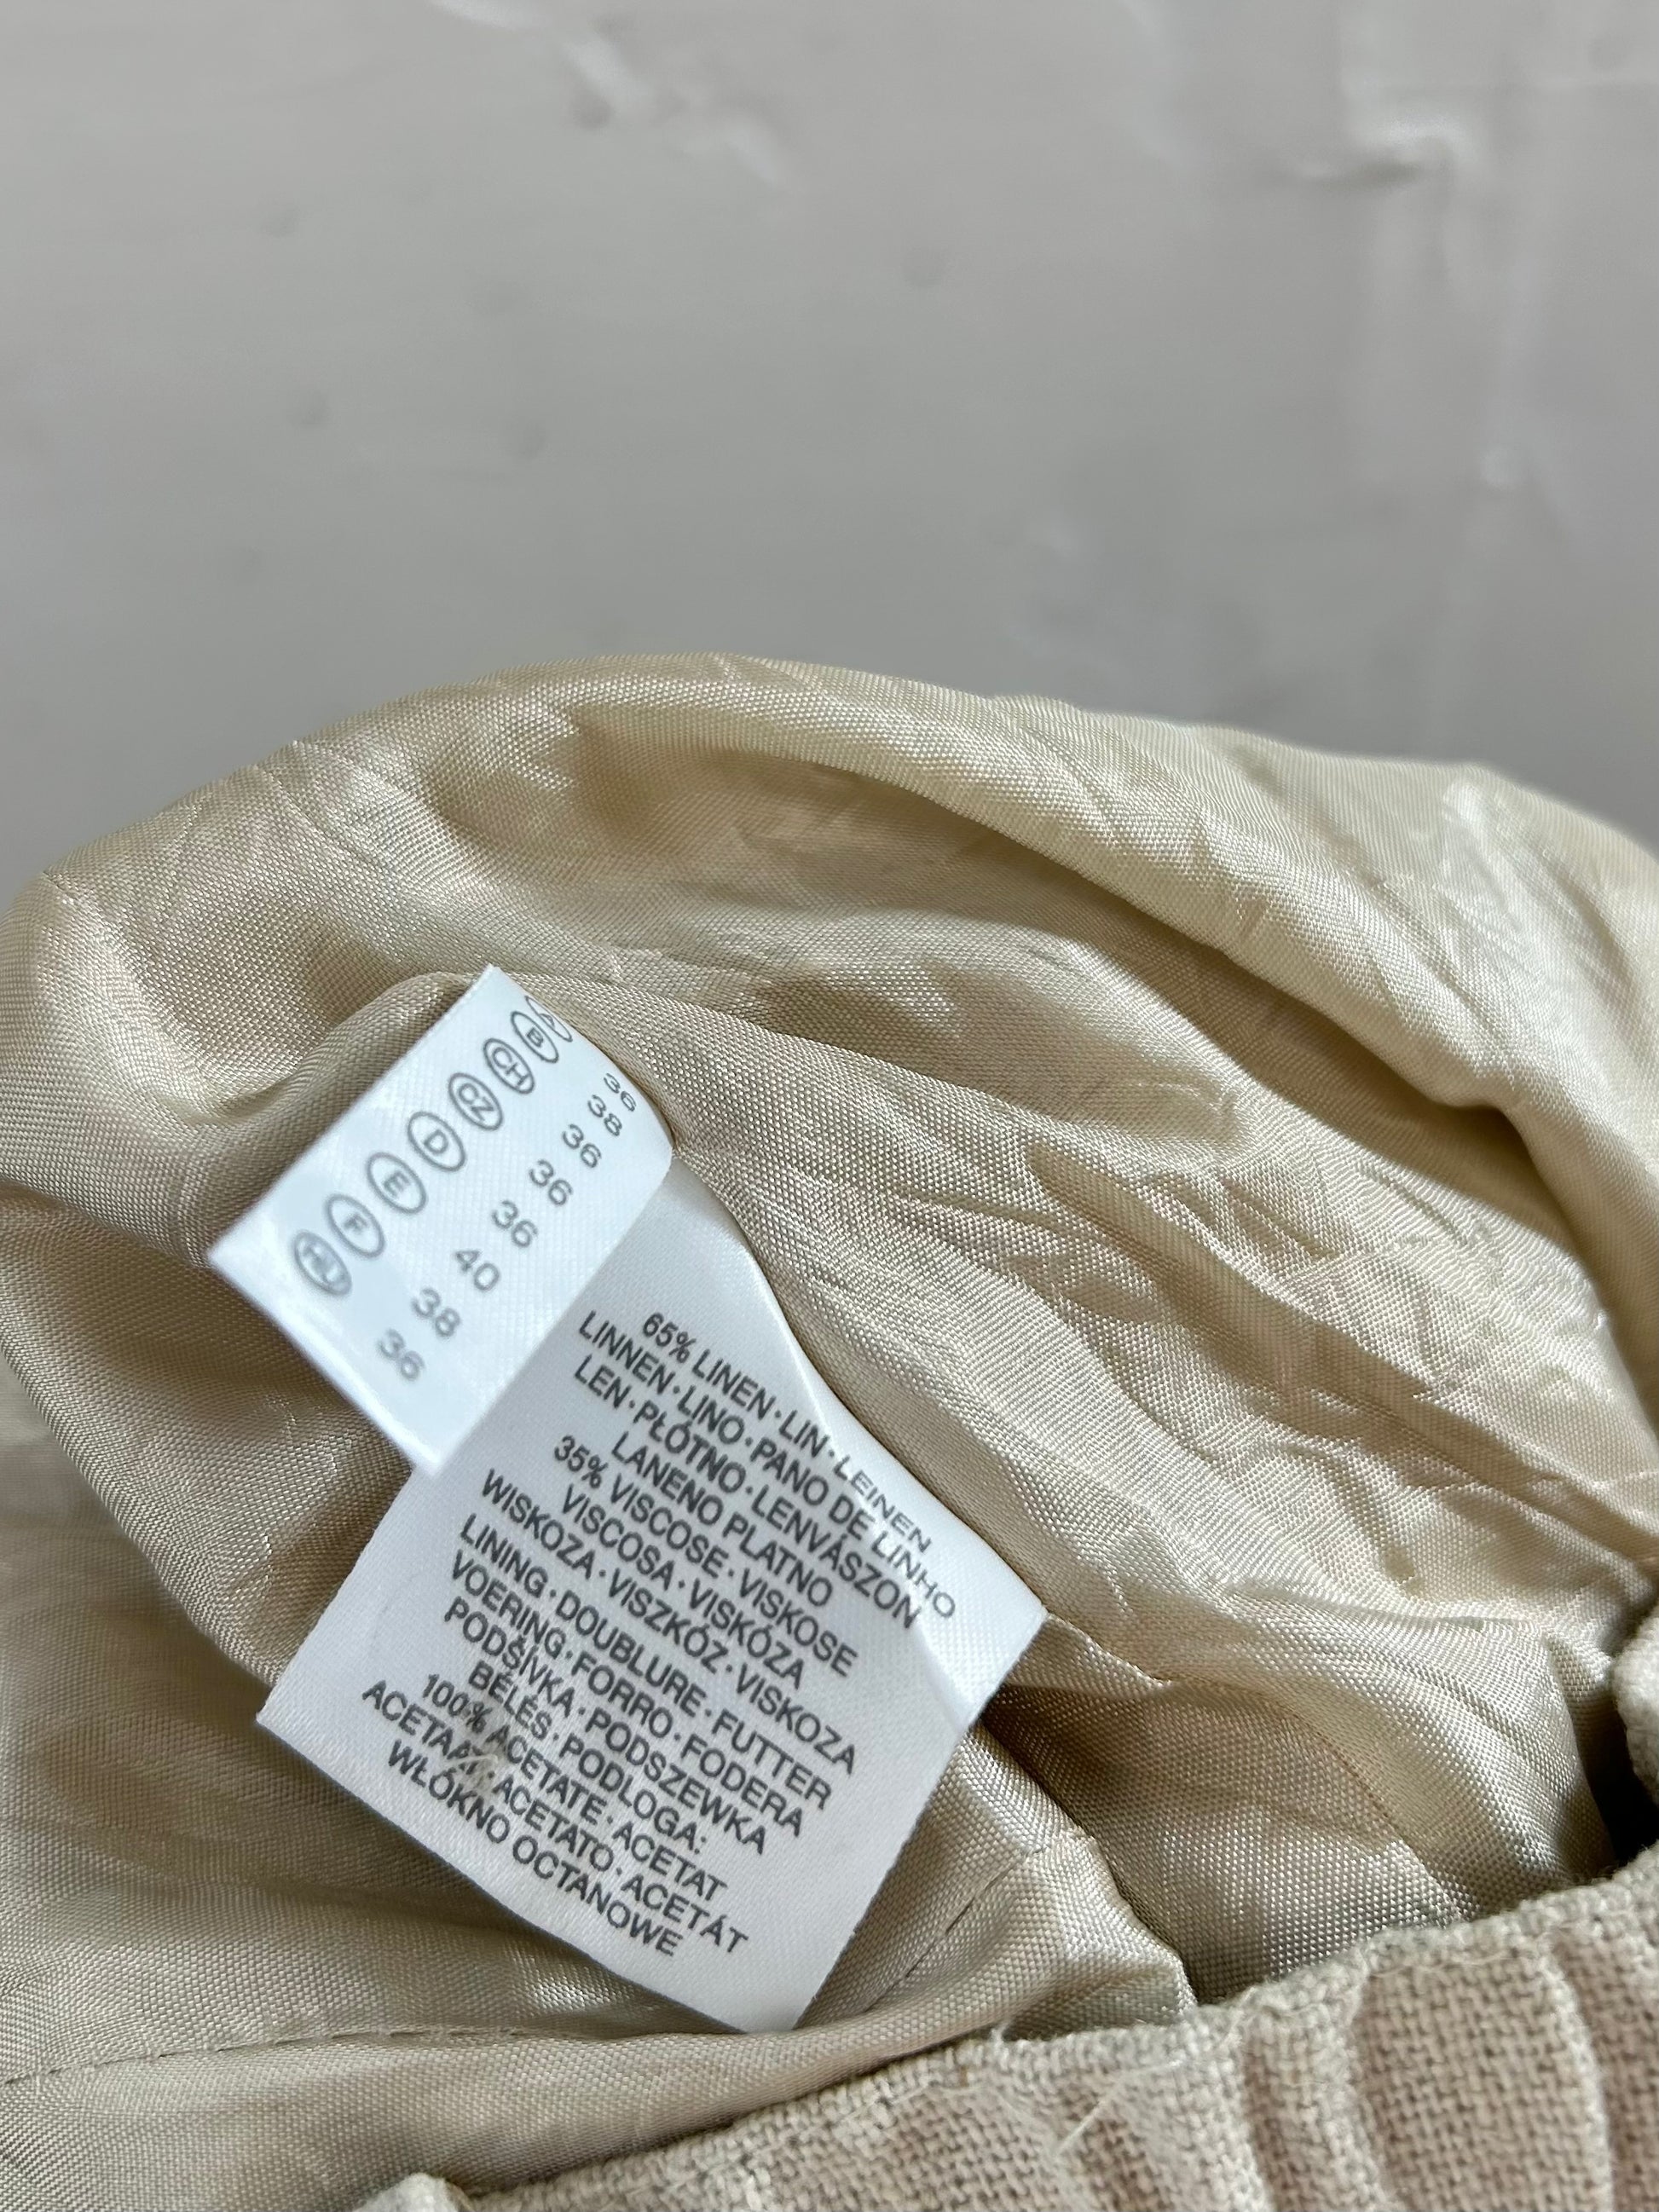 A 36
B 38
CH 36
CZ 36
D 36
E 40
F 38
HU 36
65% LINEN·LIN·LEINEN
LINNEN·LINO·PANO DE LINHO
LEN·PŁÓTNO·LENVÁSZON
LANENO PLATNO
35% VISCOSE·VISKOSE
VISCOSA·VISKÓZA
WISKOZA·VISZKÓZ·VISKOZA
LINING·DOUBLURE·FUTTER
VOERING·FORRO·FODERA
PODŠÍVKA·PODSZEWKA
BÉLÉS·PODLOGA:
100% ACETATE·ACETAT
ACETAAT·ACETATO·ACETÁT
WŁÓKNO OCTANOWE